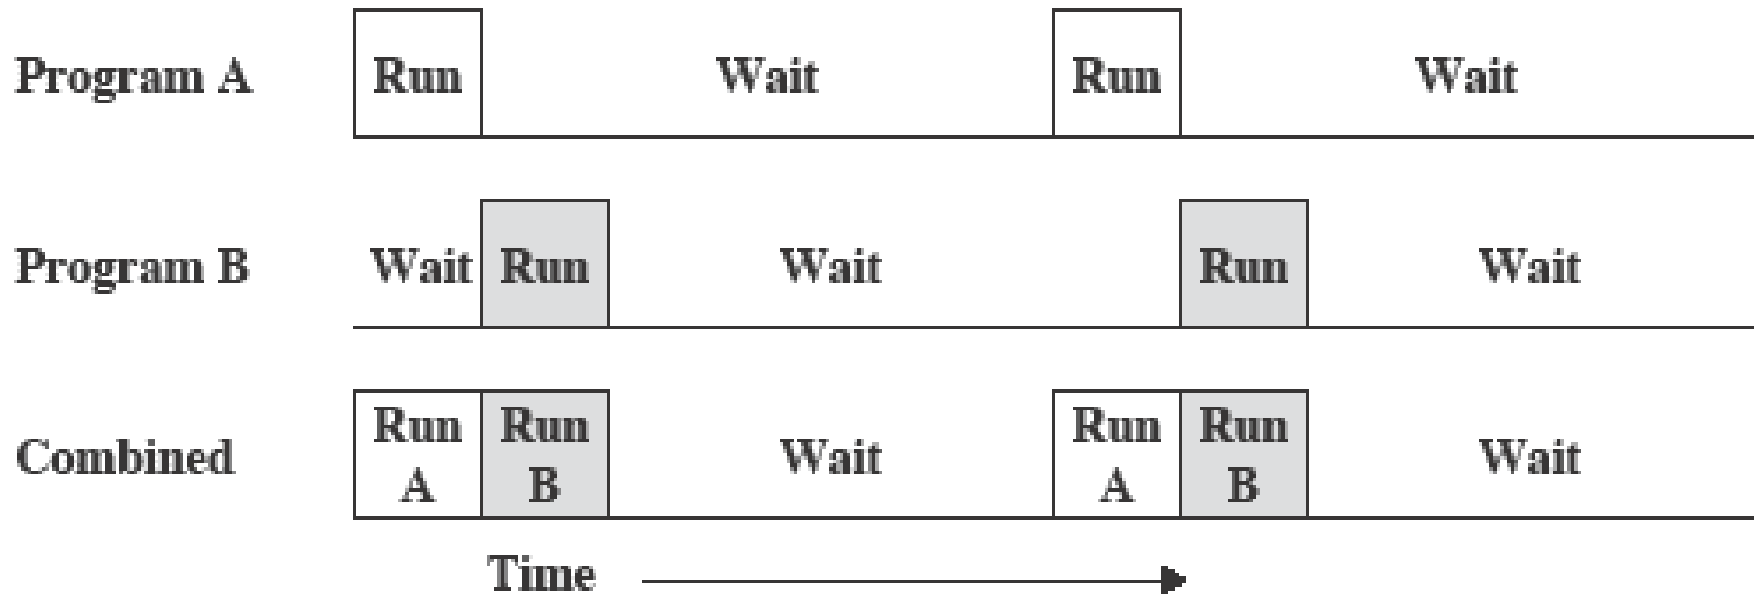 Program A Run Wait Run Wait
Program B Wait Run Wait Run Wait
Combined Run A Run B Wait Run A Run B Wait
Time